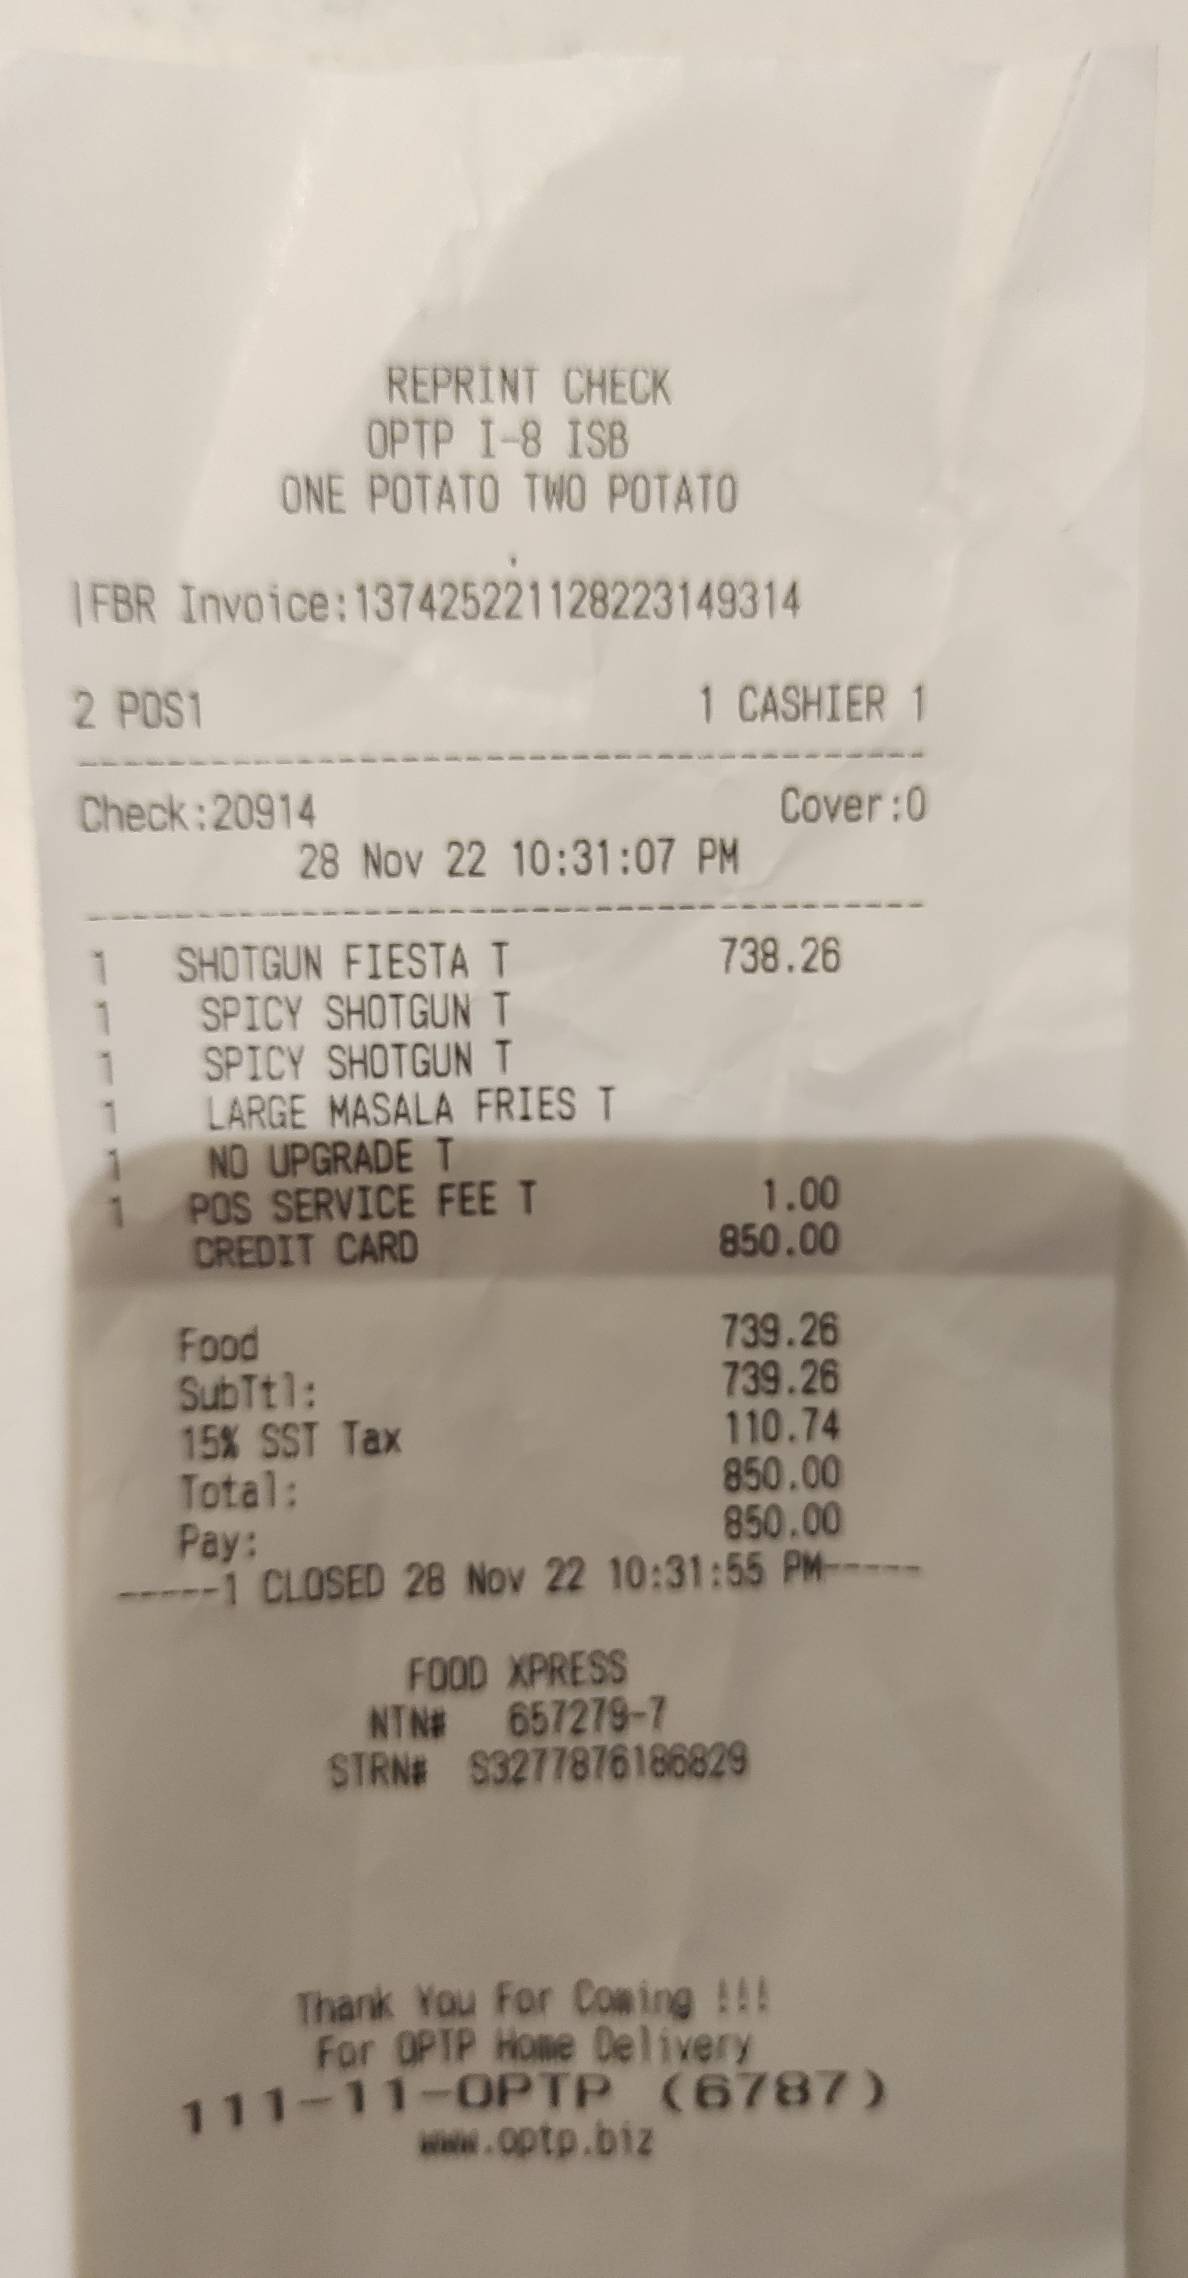 REPRINT CHECK
OPTP I-8 ISB
ONE POTATO TWO POTATO
|FBR Invoice:137425221128223149314
2 POS1 1 CASHIER 1
--------------------------------------
Check:20914 Cover:0
28 Nov 22 10:31:07 PM
--------------------------------------
1 SHOTGUN FIESTA T 738.26
1 SPICY SHOTGUN T
1 SPICY SHOTGUN T
1 LARGE MASALA FRIES T
1 NO UPGRADE T
1 POS SERVICE FEE T 1.00
CREDIT CARD 850.00
Food 739.26
SubTtl: 739.26
15% SST Tax 110.74
Total: 850.00
Pay: 850.00
-----1 CLOSED 28 Nov 22 10:31:55 PM-----
FOOD XPRESS
NTN# 657279-7
STRN# S3277876186829
Thank You For Coming !!!
For OPTP Home Delivery
111-11-OPTP (6787)
www.optp.biz